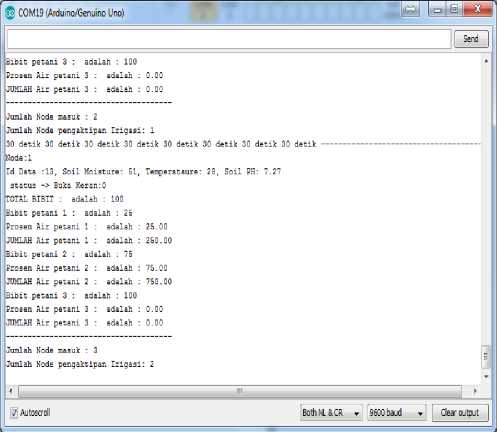 COM19 (Arduino/Genuino Uno)
Send
Bibit petani 3 :  adalah : 100
Prosen Air petani 3 :  adalah : 0.00
JUMLAH Air petani 3 :  adalah : 0.00
--------------------------------------
Jumlah Node masuk : 2
Jumlah Node pengaktipan Irigasi: 1
30 detik 30 detik 30 detik 30 detik 30 detik 30 detik 30 detik -------------------------------------
Node:1
Id Data :13, Soil Moisture: 51, Temperataure: 28, Soil PH: 7.27
status -> Buka Keran:0
TOTAL BIBIT :  adalah : 100
Bibit petani 1 :  adalah : 25
Prosen Air petani 1 :  adalah : 25.00
JUMLAH Air petani 1 :  adalah : 250.00
Bibit petani 2 :  adalah : 75
Prosen Air petani 2 :  adalah : 75.00
JUMLAH Air petani 2 :  adalah : 750.00
Bibit petani 3 :  adalah : 100
Prosen Air petani 3 :  adalah : 0.00
JUMLAH Air petani 3 :  adalah : 0.00
--------------------------------------
Jumlah Node masuk : 3
Jumlah Node pengaktipan Irigasi: 2
Autoscroll
Both NL & CR
9600 baud
Clear output